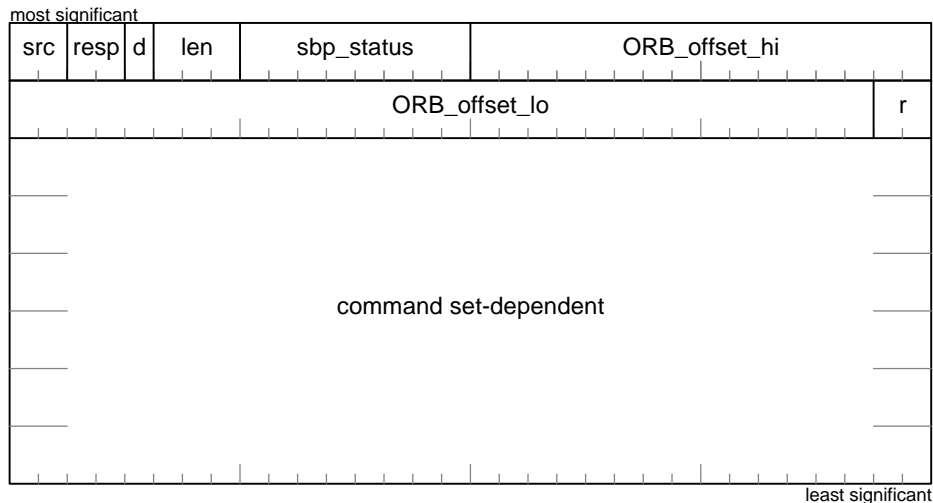 most significant
src resp d len sbp_status ORB_offset_hi
ORB_offset_lo r
command set-dependent
least significant